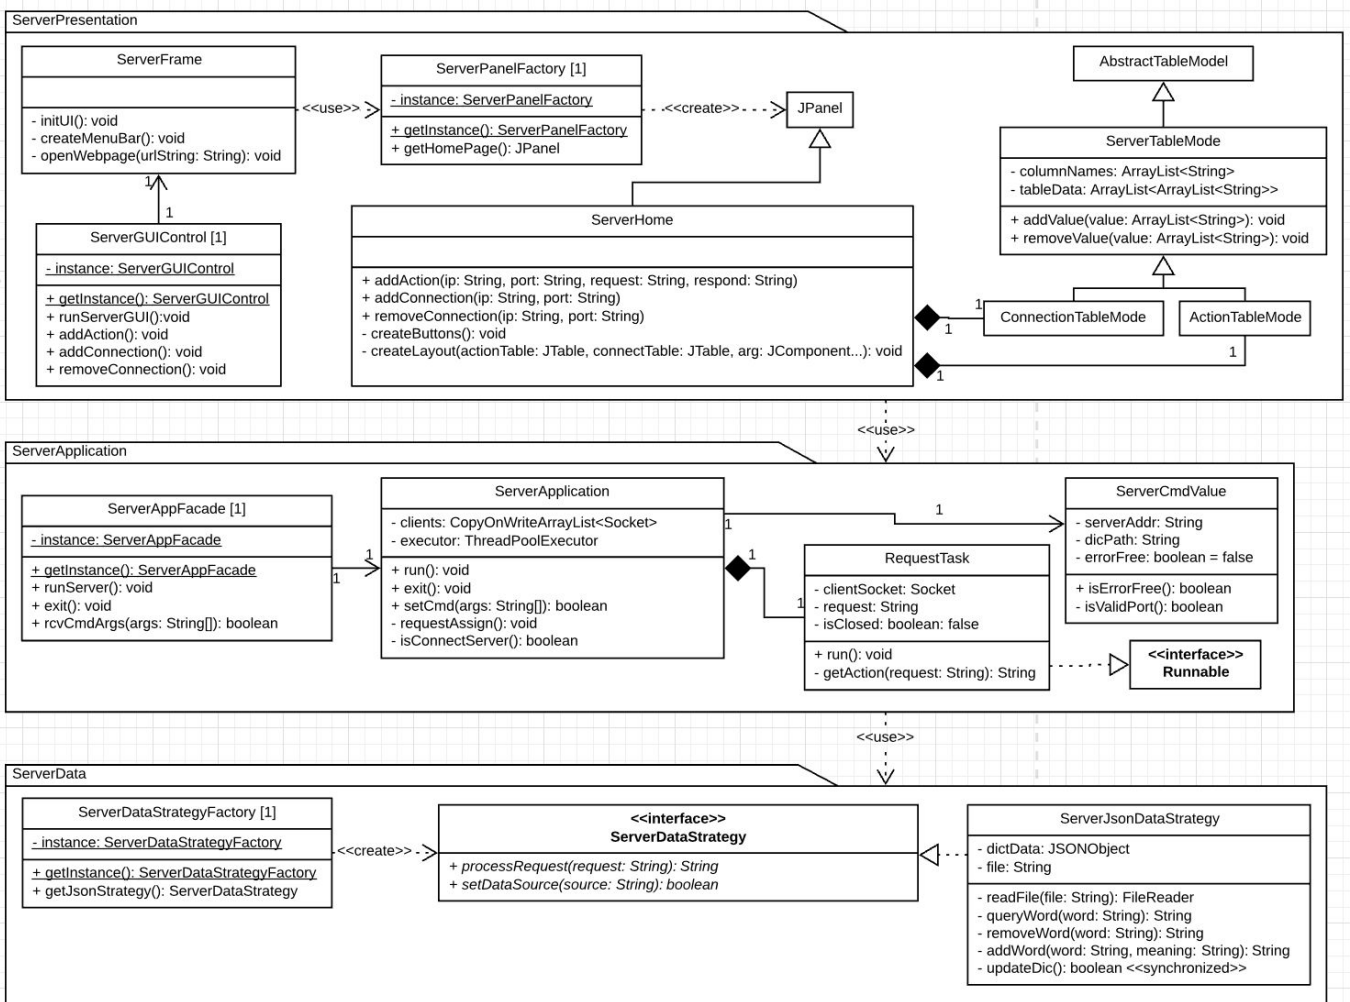 ServerPresentation
ServerFrame
- initUI(): void
- createMenuBar(): void
- openWebpage(urlString: String): void
<<use>>
ServerPanelFactory [1]
- instance: ServerPanelFactory
+ getInstance(): ServerPanelFactory
+ getHomePage(): JPanel
<<create>>
JPanel
AbstractTableModel
ServerTableMode
- columnNames: ArrayList<String>
- tableData: ArrayList<ArrayList<String>>
+ addValue(value: ArrayList<String>): void
+ removeValue(value: ArrayList<String>): void
1
1
ServerGUIControl [1]
- instance: ServerGUIControl
+ getInstance(): ServerGUIControl
+ runServerGUI():void
+ addAction(): void
+ addConnection(): void
+ removeConnection(): void
ServerHome
+ addAction(ip: String, port: String, request: String, respond: String)
+ addConnection(ip: String, port: String)
+ removeConnection(ip: String, port: String)
- createButtons(): void
- createLayout(actionTable: JTable, connectTable: JTable, arg: JComponent...): void
1
1
ConnectionTableMode
ActionTableMode
1
1
<<use>>
ServerApplication
ServerAppFacade [1]
- instance: ServerAppFacade
+ getInstance(): ServerAppFacade
+ runServer(): void
+ exit(): void
+ rcvCmdArgs(args: String[]): boolean
1
1
ServerApplication
- clients: CopyOnWriteArrayList<Socket>
- executor: ThreadPoolExecutor
+ run(): void
+ exit(): void
+ setCmd(args: String[]): boolean
- requestAssign(): void
- isConnectServer(): boolean
1
1
1
1
RequestTask
- clientSocket: Socket
- request: String
- isClosed: boolean: false
+ run(): void
- getAction(request: String): String
ServerCmdValue
- serverAddr: String
- dicPath: String
- errorFree: boolean = false
+ isErrorFree(): boolean
- isValidPort(): boolean
<<interface>>
Runnable
<<use>>
ServerData
ServerDataStrategyFactory [1]
- instance: ServerDataStrategyFactory
+ getInstance(): ServerDataStrategyFactory
+ getJsonStrategy(): ServerDataStrategy
<<create>>
<<interface>>
ServerDataStrategy
+ processRequest(request: String): String
+ setDataSource(source: String): boolean
ServerJsonDataStrategy
- dictData: JSONObject
- file: String
- readFile(file: String): FileReader
- queryWord(word: String): String
- removeWord(word: String): String
- addWord(word: String, meaning: String): String
- updateDic(): boolean <<synchronized>>